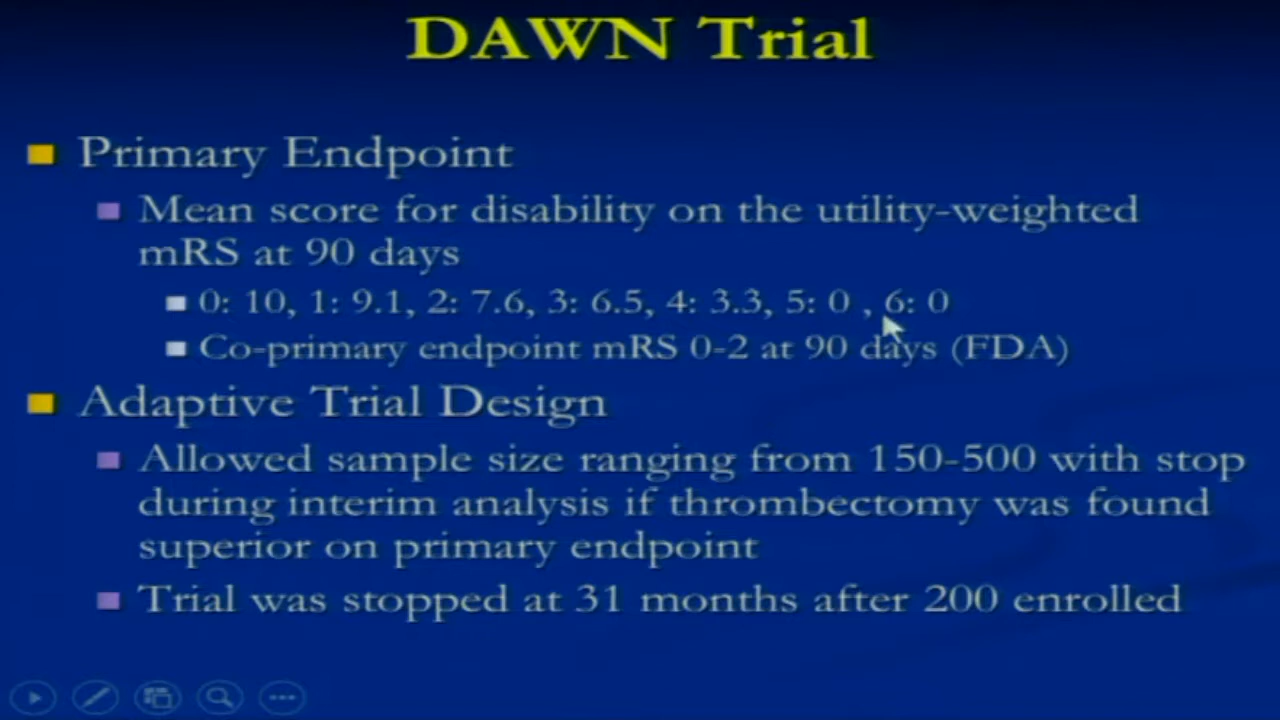 DAWN Trial
Primary Endpoint
Mean score for disability on the utility-weighted
mRS at 90 days
0: 10, 1: 9.1, 2: 7.6, 3: 6.5, 4: 3.3, 5: 0 , 6: 0
Co-primary endpoint mRS 0-2 at 90 days (FDA)
Adaptive Trial Design
Allowed sample size ranging from 150-500 with stop
during interim analysis if thrombectomy was found
superior on primary endpoint
Trial was stopped at 31 months after 200 enrolled